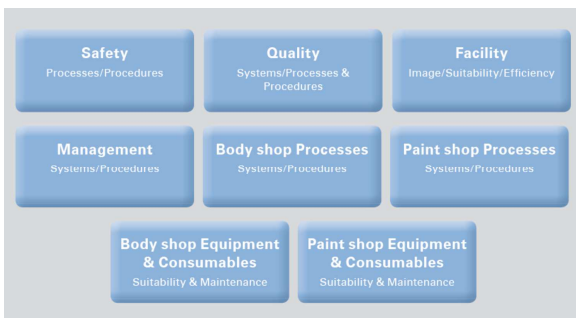 Safety
Processes/Procedures
Quality
Systems/Processes &
Procedures
Facility
Image/Suitability/Efficiency
Management
Systems/Procedures
Body shop Processes
Systems/Procedures
Paint shop Processes
Systems/Procedures
Body shop Equipment
& Consumables
Suitability & Maintenance
Paint shop Equipment
& Consumables
Suitability & Maintenance